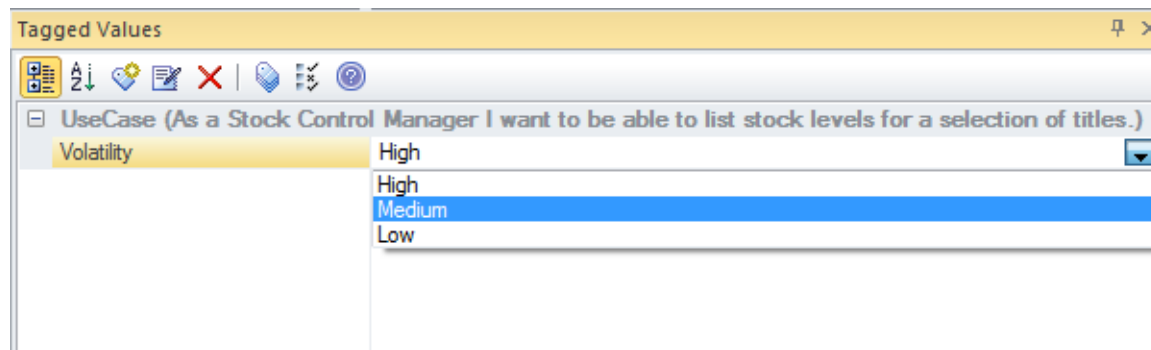 Tagged Values
UseCase (As a Stock Control Manager I want to be able to list stock levels for a selection of titles.)
Volatility High
High
Medium
Low